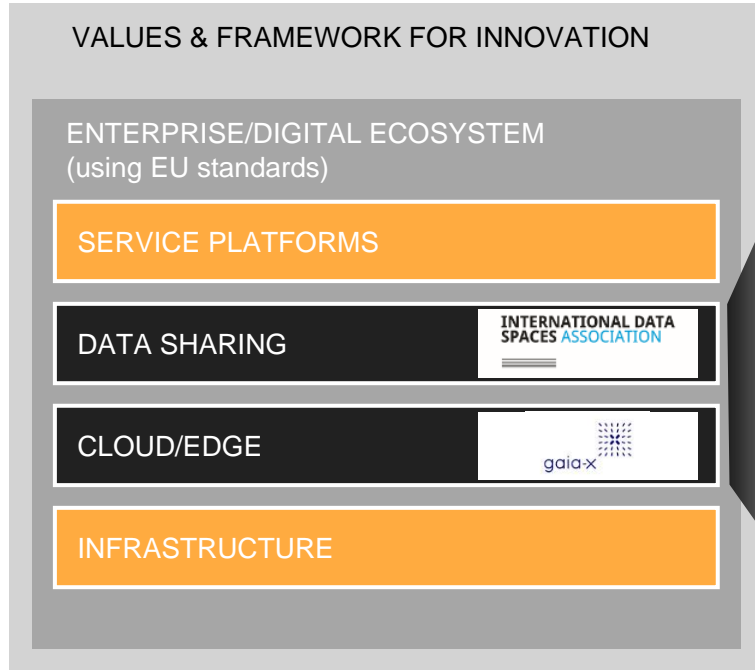 VALUES & FRAMEWORK FOR INNOVATION
ENTERPRISE/DIGITAL ECOSYSTEM
(using EU standards)
SERVICE PLATFORMS
DATA SHARING
INTERNATIONAL DATA
SPACES ASSOCIATION
CLOUD/EDGE
gaia-x
INFRASTRUCTURE